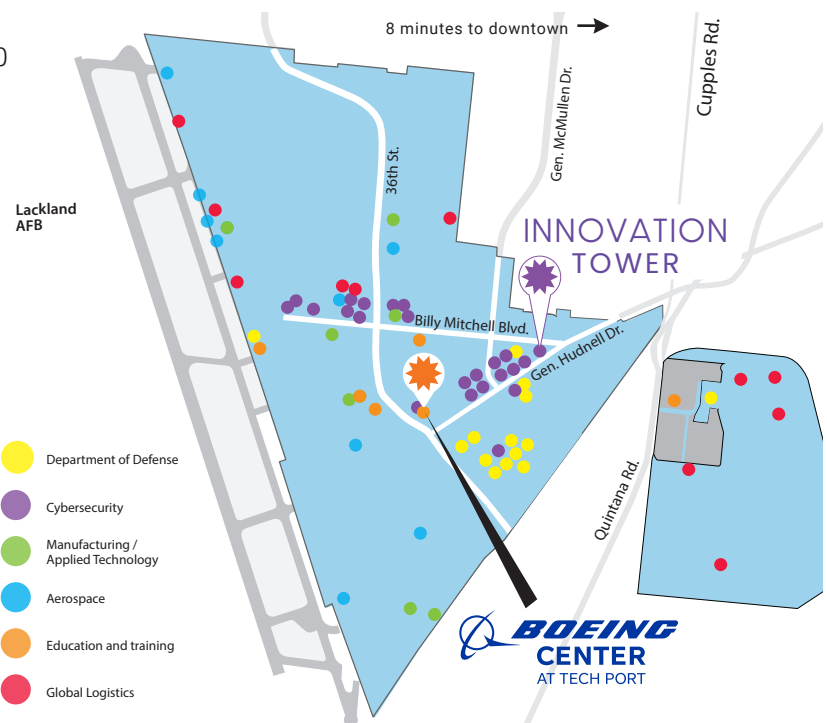 8 minutes to downtown
0
Cupples Rd.
Gen. McMullen Dr.
36th St.
Lackland
AFB
INNOVATION
TOWER
Billy Mitchell Blvd.
Gen. Hudnell Dr.
Quintana Rd.
Department of Defense
Cybersecurity
Manufacturing /
Applied Technology
Aerospace
Education and training
Global Logistics
BOEING
CENTER
AT TECH PORT